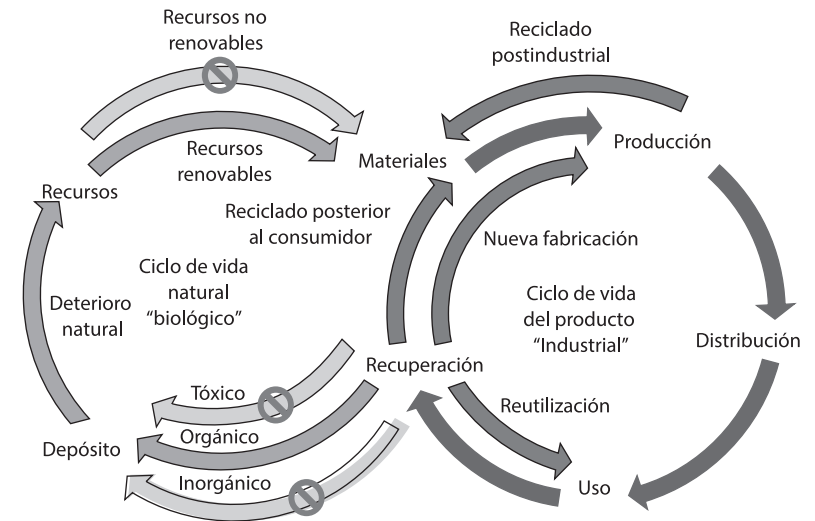 Recursos no
renovables
Reciclado
postindustrial
Recursos
renovables
Materiales
Producción
Recursos
Reciclado posterior
al consumidor
Nueva fabricación
Ciclo de vida
natural
"biológico"
Deterioro
natural
Ciclo de vida
del producto
"Industrial"
Distribución
Recuperación
Tóxico
Orgánico
Inorgánico
Depósito
Reutilización
Uso